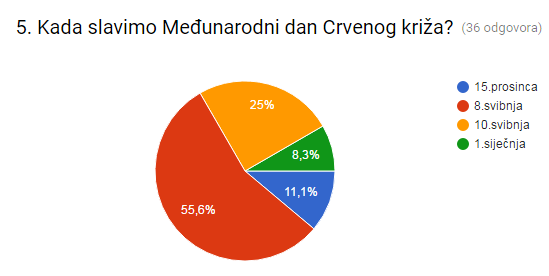 5. Kada slavimo Međunarodni dan Crvenog križa? (36 odgovora)
15.prosinca
8.svibnja
10.svibnja
1.siječnja
25%
8,3%
11,1%
55,6%